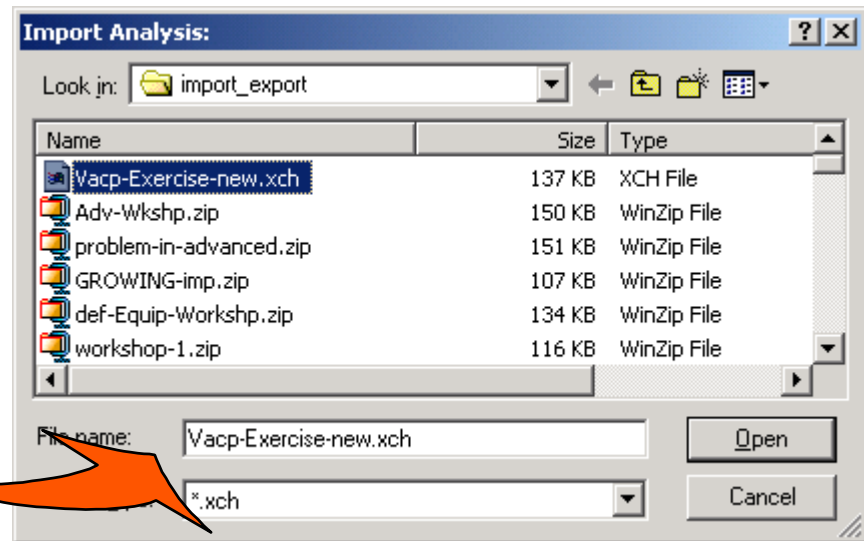 Import Analysis:
Look in: import_export
Name Size Type
Vacp-Exercise-new.xch 137 KB XCH File
Adv-Wkshp.zip 150 KB WinZip File
problem-in-advanced.zip 151 KB WinZip File
GROWING-imp.zip 107 KB WinZip File
def-Equip-Workshp.zip 134 KB WinZip File
workshop-1.zip 116 KB WinZip File
File name: Vacp-Exercise-new.xch Open
*.xch Cancel